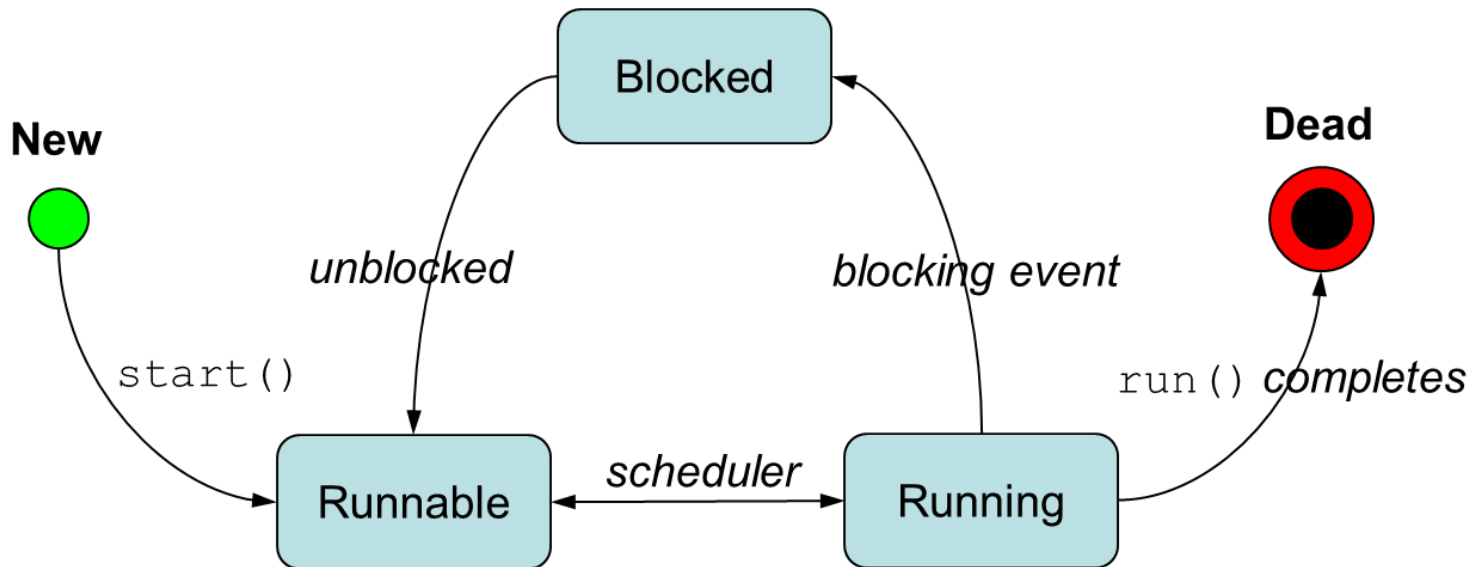 Blocked
New
Dead
unblocked
blocking event
start()
run() completes
scheduler
Runnable
Running